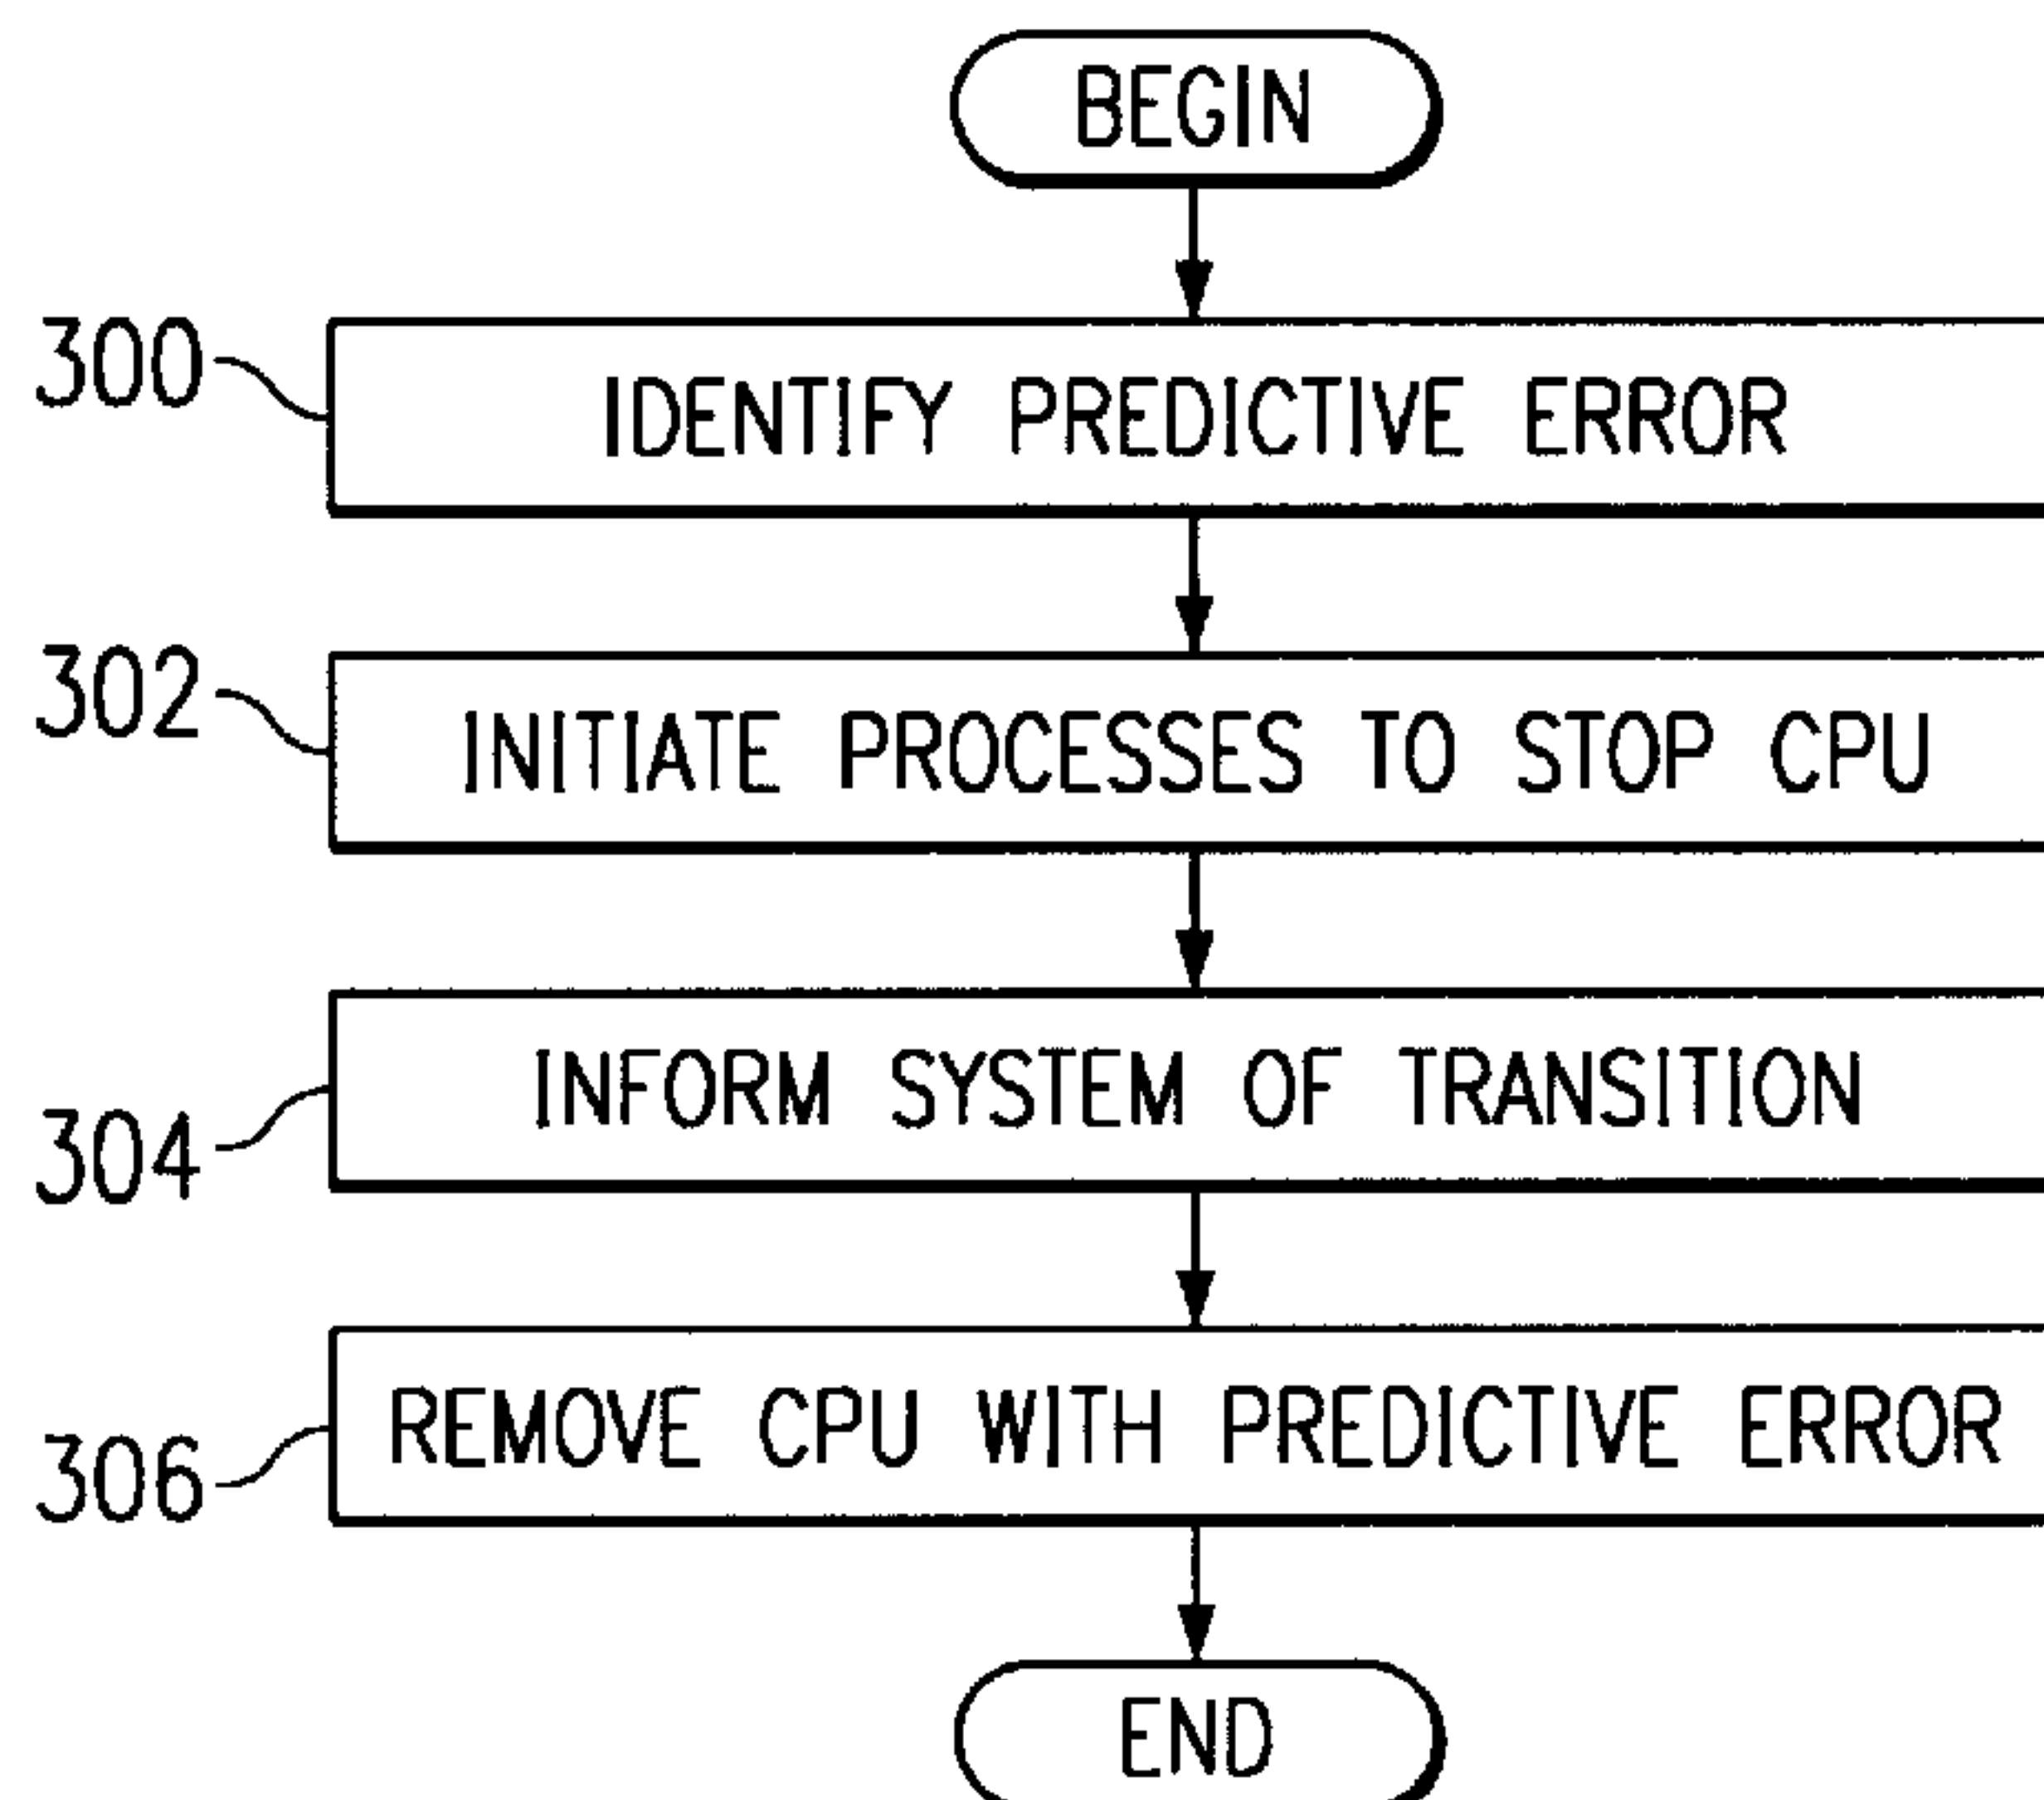 BEGIN
300
IDENTIFY PREDICTIVE ERROR
302
INITIATE PROCESSES TO STOP CPU
304
INFORM SYSTEM OF TRANSITION
306
REMOVE CPU WITH PREDICTIVE ERROR
END